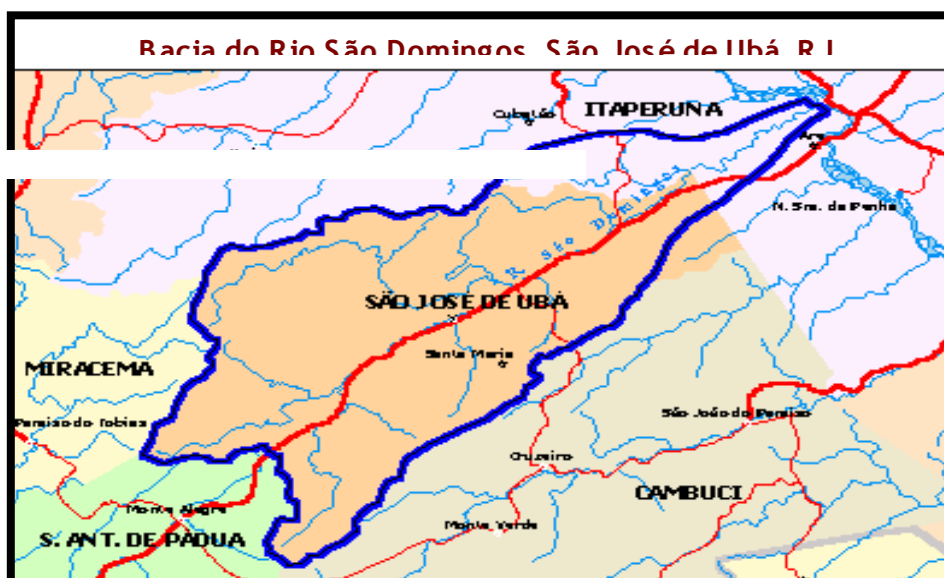 Bacia do Rio São Domingos, São José de Ubá, RJ
ITAPERUNA
Cubatão
Are
N. Sra. da Penha
R. São Domingos
SÃO JOSÉ DE UBÁ
Santa Maria
MIRACEMA
Paraíso do Tobias
São João do Paraíso
Cruzeiro
CAMBUCI
Monte Alegre
Monte Verde
S. ANT. DE PÁDUA